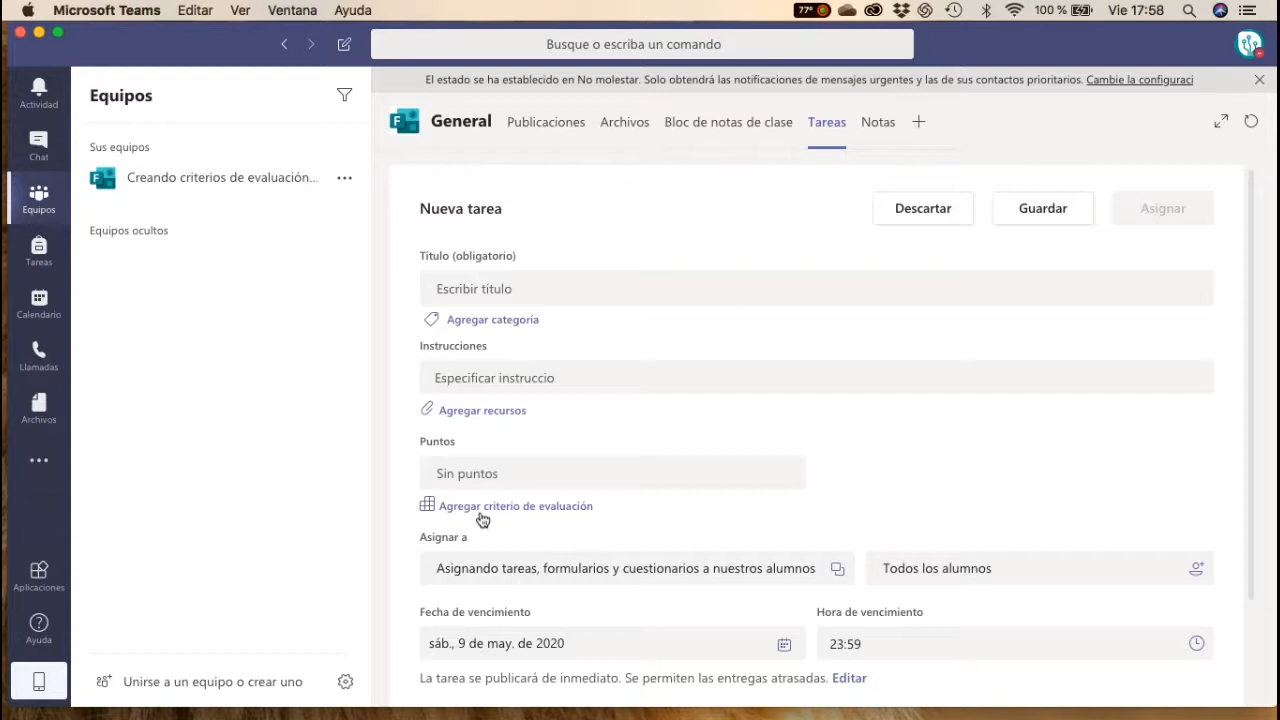 Microsoft Teams Editar Ver Ventana Ayuda
77° 100 % Vie 17:58
Busque o escriba un comando
El estado se ha establecido en No molestar. Solo obtendrá las notificaciones de mensajes urgentes y las de sus contactos prioritarios. Cambie la configuraci
Actividad
Chat
Equipos
Tareas
Calendario
Llamadas
Archivos
Aplicaciones
Ayuda
Equipos
Sus equipos
Creando criterios de evaluación...
Equipos ocultos
Unirse a un equipo o crear uno
F General Publicaciones Archivos Bloc de notas de clase Tareas Notas
Nueva tarea
Descartar Guardar Asignar
Título (obligatorio)
Escribir título
Agregar categoría
Instrucciones
Especificar instruccio
Agregar recursos
Puntos
Sin puntos
Agregar criterio de evaluación
Asignar a
Asignando tareas, formularios y cuestionarios a nuestros alumnos Todos los alumnos
Fecha de vencimiento Hora de vencimiento
sáb., 9 de may. de 2020 23:59
La tarea se publicará de inmediato. Se permiten las entregas atrasadas. Editar